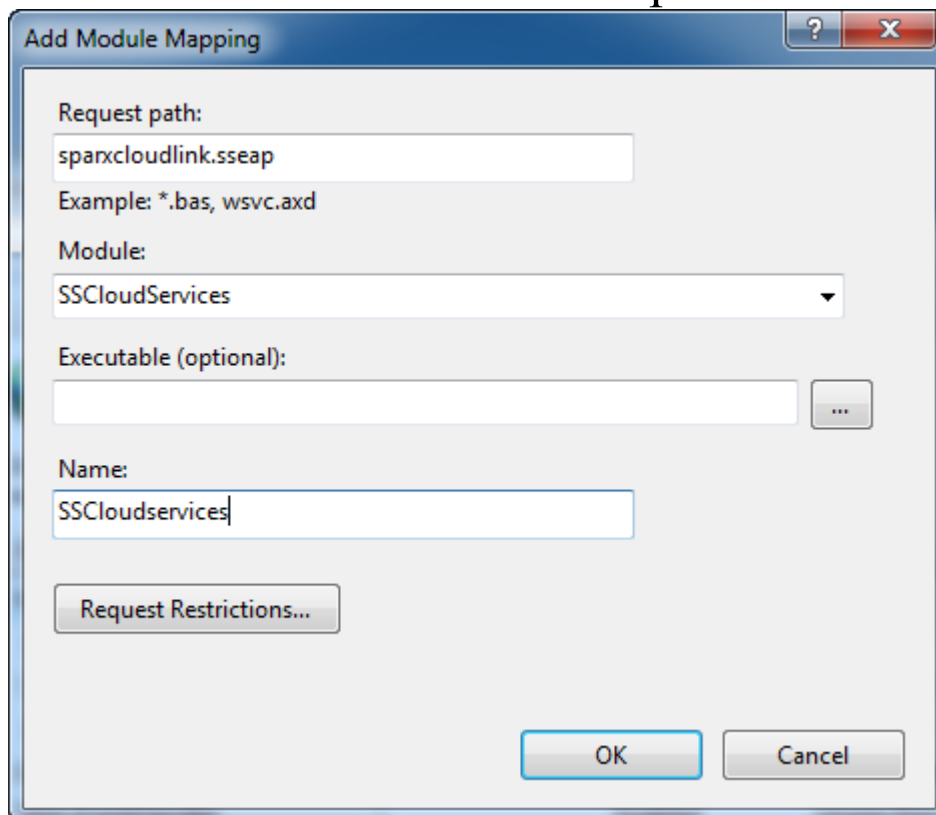 Add Module Mapping
?
Request path:
sparxcloudlink.sseap
Example: *.bas, wsvc.axd
Module:
SSCloudServices
Executable (optional):
...
Name:
SSCloudservices
Request Restrictions...
OK
Cancel